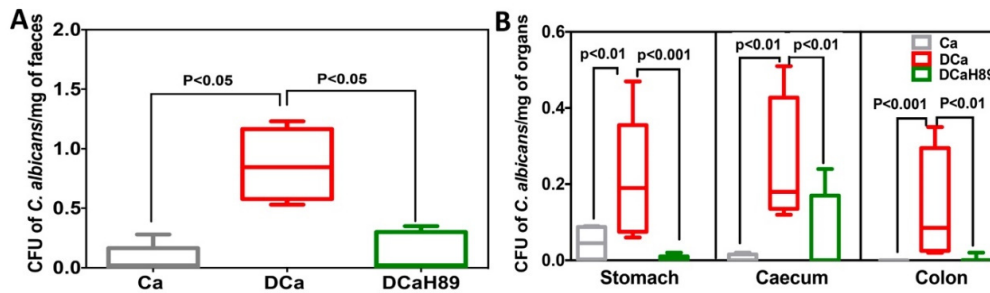 A
CFU of C. albicans/mg of faeces
2.0
1.5
1.0
0.5
0.0
P<0.05
P<0.05
Ca
DCa
DCaH89
B
CFU of C. albicans/mg of organs
0.6
0.4
0.2
0.0
p<0.01
p<0.001
p<0.01
p<0.01
P<0.001
P<0.01
Ca
DCa
DCaH89
Stomach
Caecum
Colon